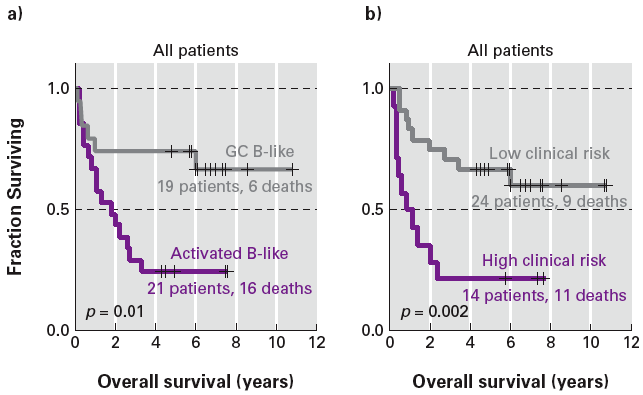 a)
All patients
Fraction Surviving
1.0
0.5
0.0
GC B-like
19 patients, 6 deaths
Activated B-like
21 patients, 16 deaths
p = 0.01
0 2 4 6 8 10 12
Overall survival (years)
b)
All patients
1.0
0.5
0.0
Low clinical risk
24 patients, 9 deaths
High clinical risk
14 patients, 11 deaths
p = 0.002
0 2 4 6 8 10 12
Overall survival (years)